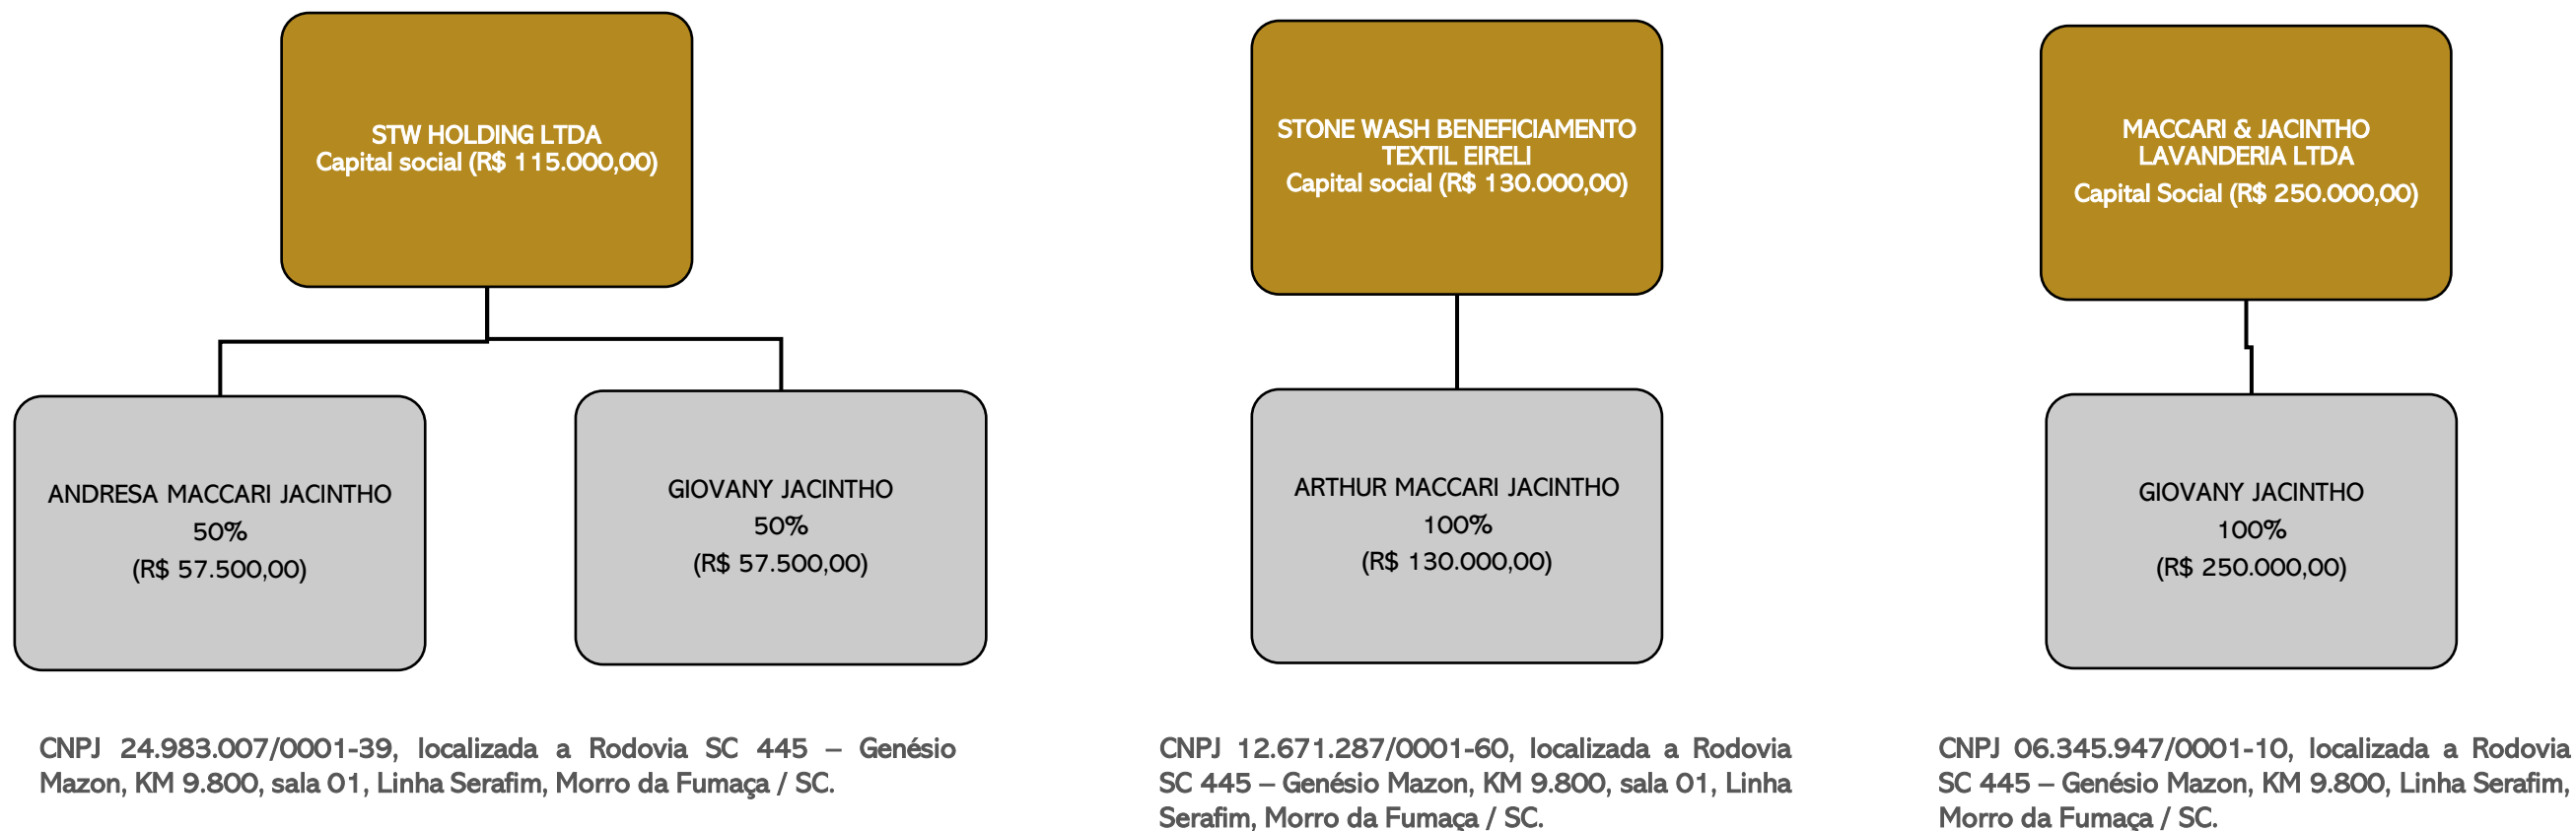 STW HOLDING LTDA
Capital social (R$ 115.000,00)
ANDRESA MACCARI JACINTHO
50%
(R$ 57.500,00)
GIOVANY JACINTHO
50%
(R$ 57.500,00)
CNPJ 24.983.007/0001-39, localizada a Rodovia SC 445 – Genésio
Mazon, KM 9.800, sala 01, Linha Serafim, Morro da Fumaça / SC.
STONE WASH BENEFICIAMENTO
TEXTIL EIRELI
Capital social (R$ 130.000,00)
ARTHUR MACCARI JACINTHO
100%
(R$ 130.000,00)
CNPJ 12.671.287/0001-60, localizada a Rodovia
SC 445 – Genésio Mazon, KM 9.800, sala 01, Linha
Serafim, Morro da Fumaça / SC.
MACCARI & JACINTHO
LAVANDERIA LTDA
Capital Social (R$ 250.000,00)
GIOVANY JACINTHO
100%
(R$ 250.000,00)
CNPJ 06.345.947/0001-10, localizada a Rodovia
SC 445 – Genésio Mazon, KM 9.800, Linha Serafim,
Morro da Fumaça / SC.